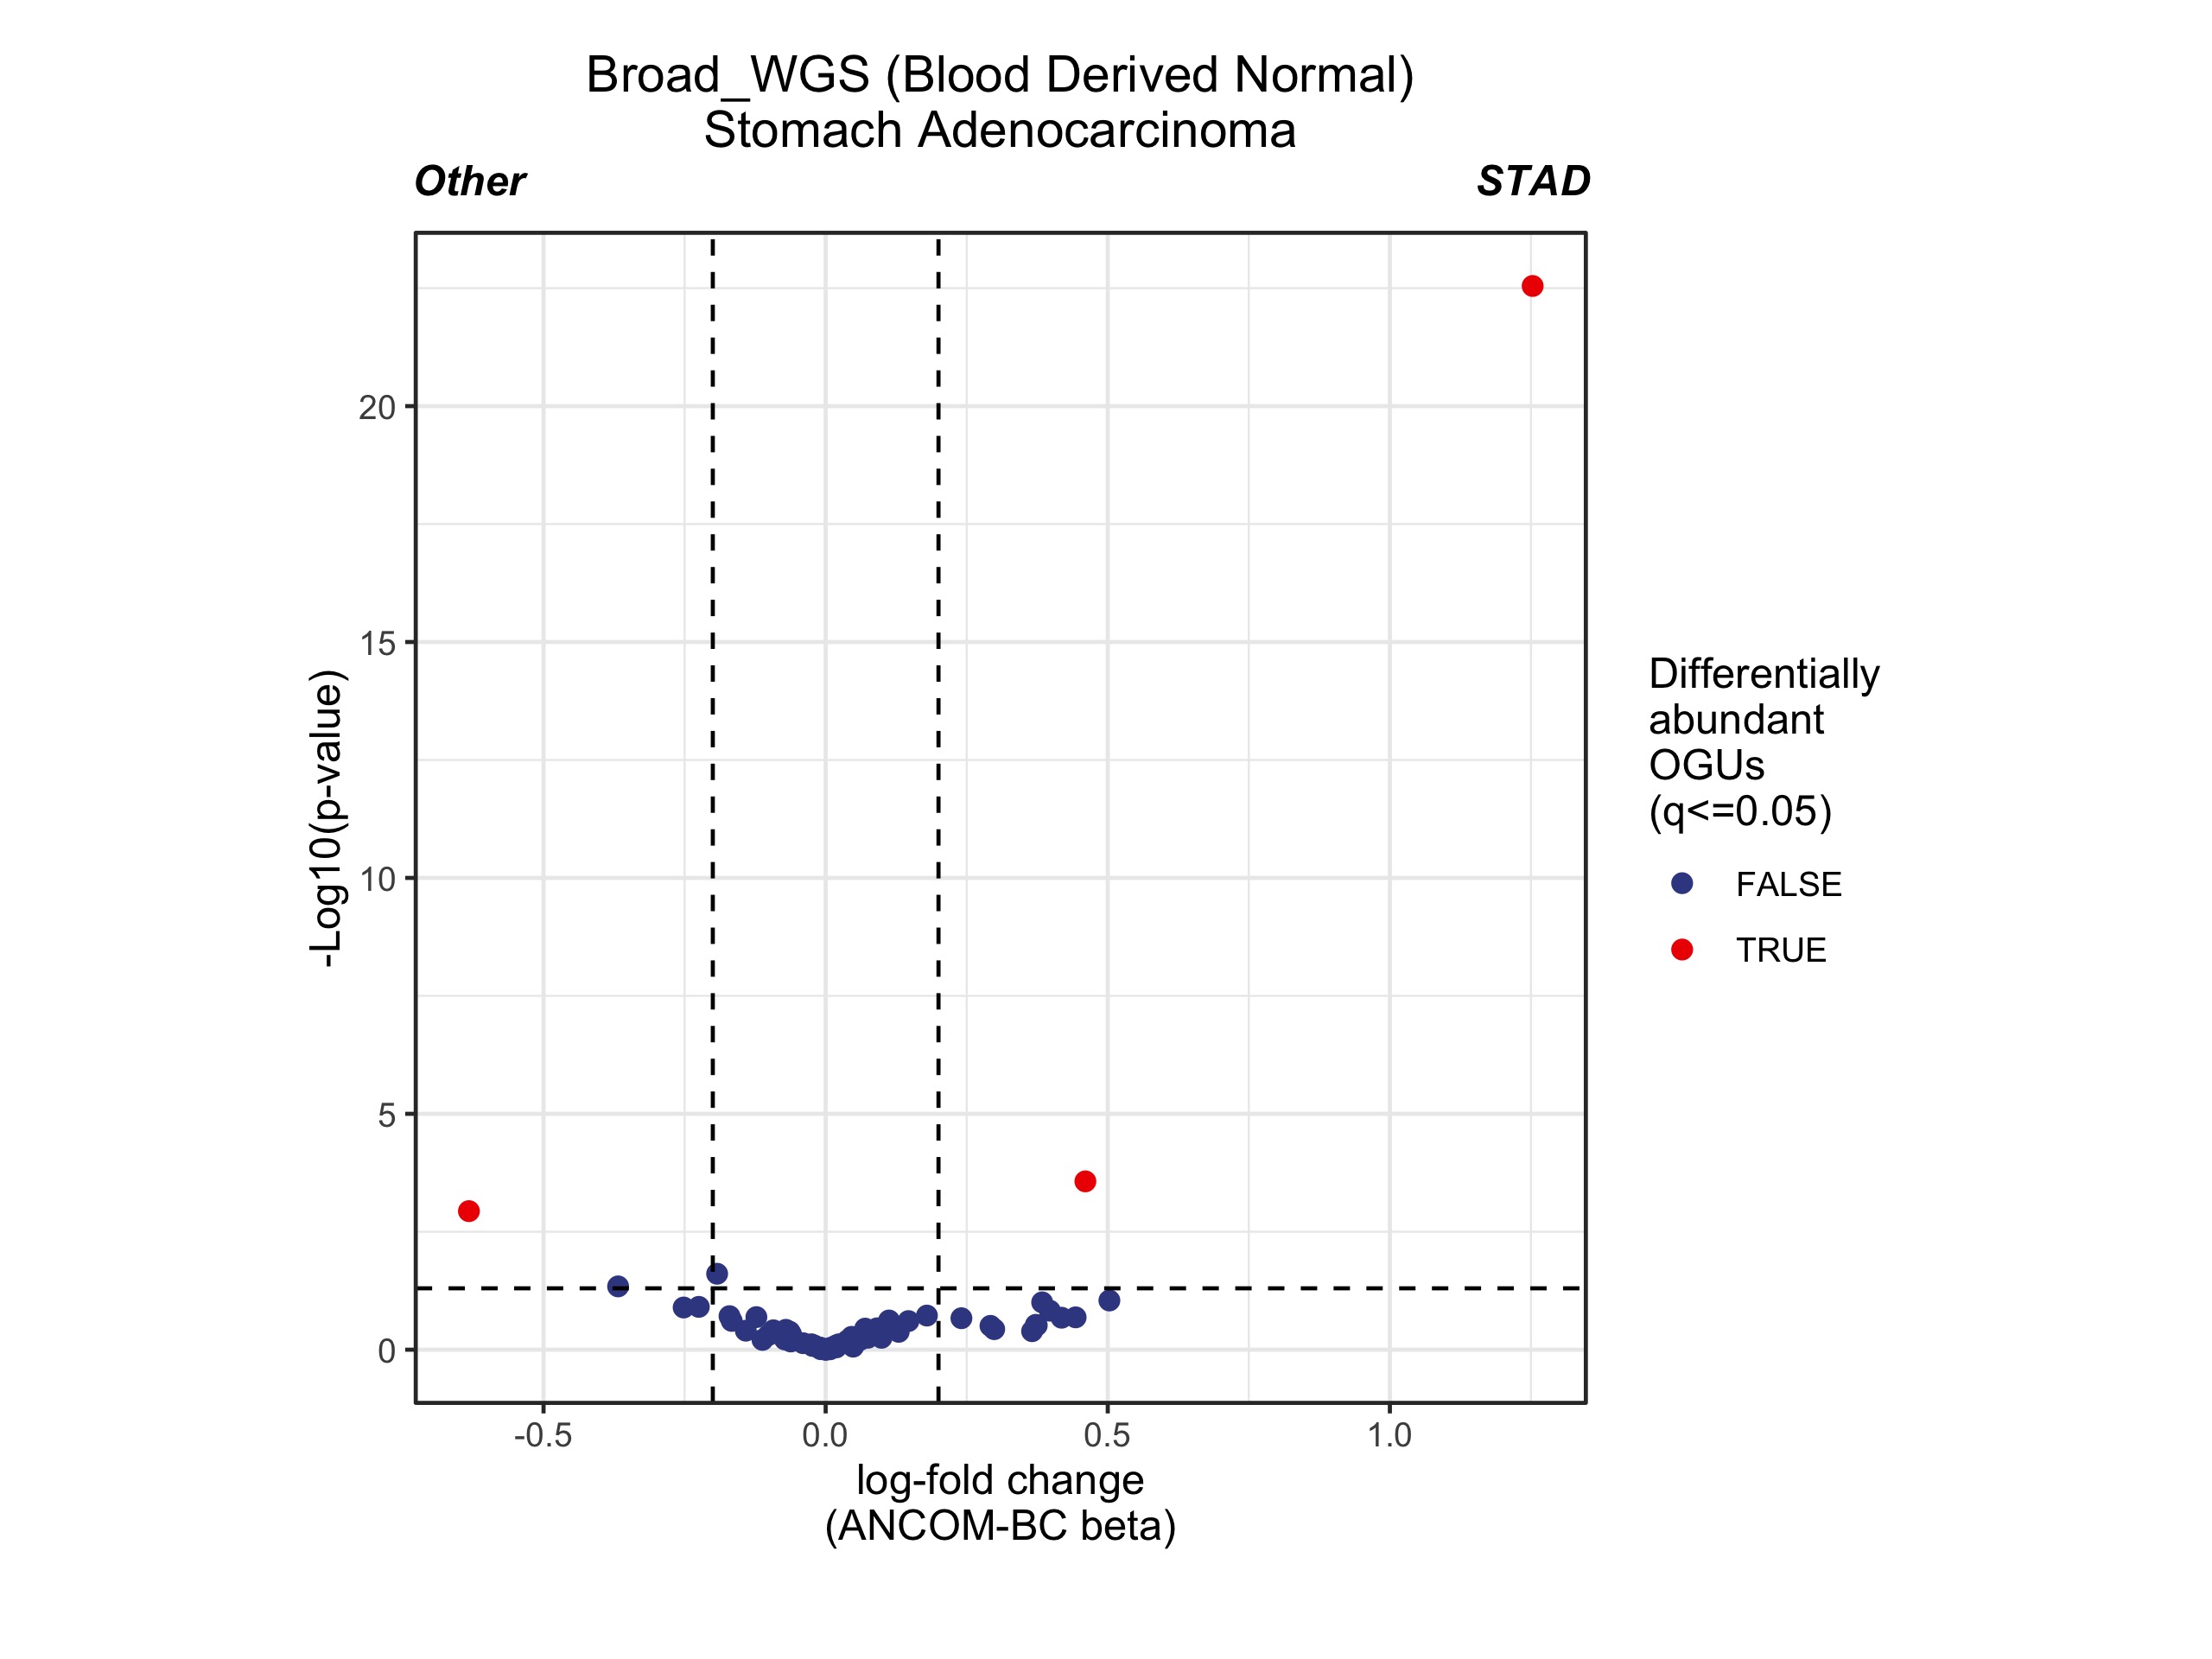 Broad_WGS (Blood Derived Normal)
Stomach Adenocarcinoma
Other
STAD
20
15
10
5
0
-Log10(p-value)
-0.5
0.0
0.5
1.0
log-fold change
(ANCOM-BC beta)
Differentially
abundant
OGUs
(q<=0.05)
FALSE
TRUE